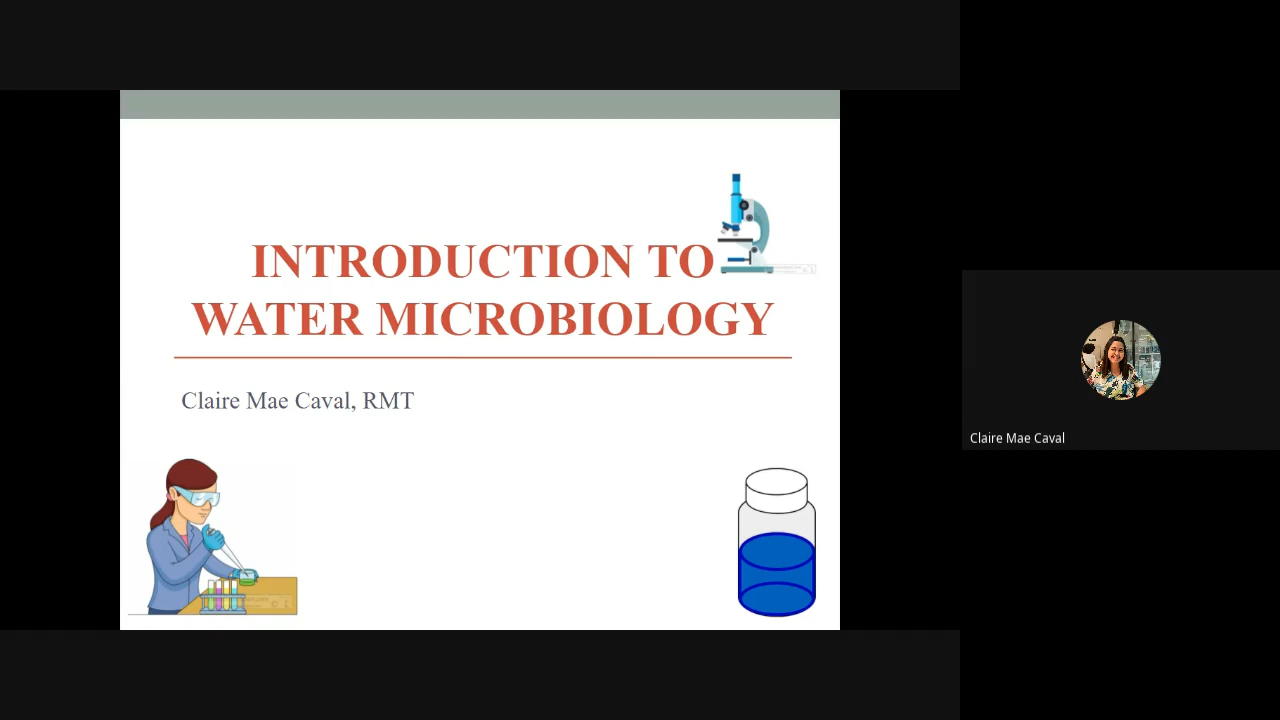 INTRODUCTION TO
WATER MICROBIOLOGY
Claire Mae Caval, RMT
Claire Mae Caval